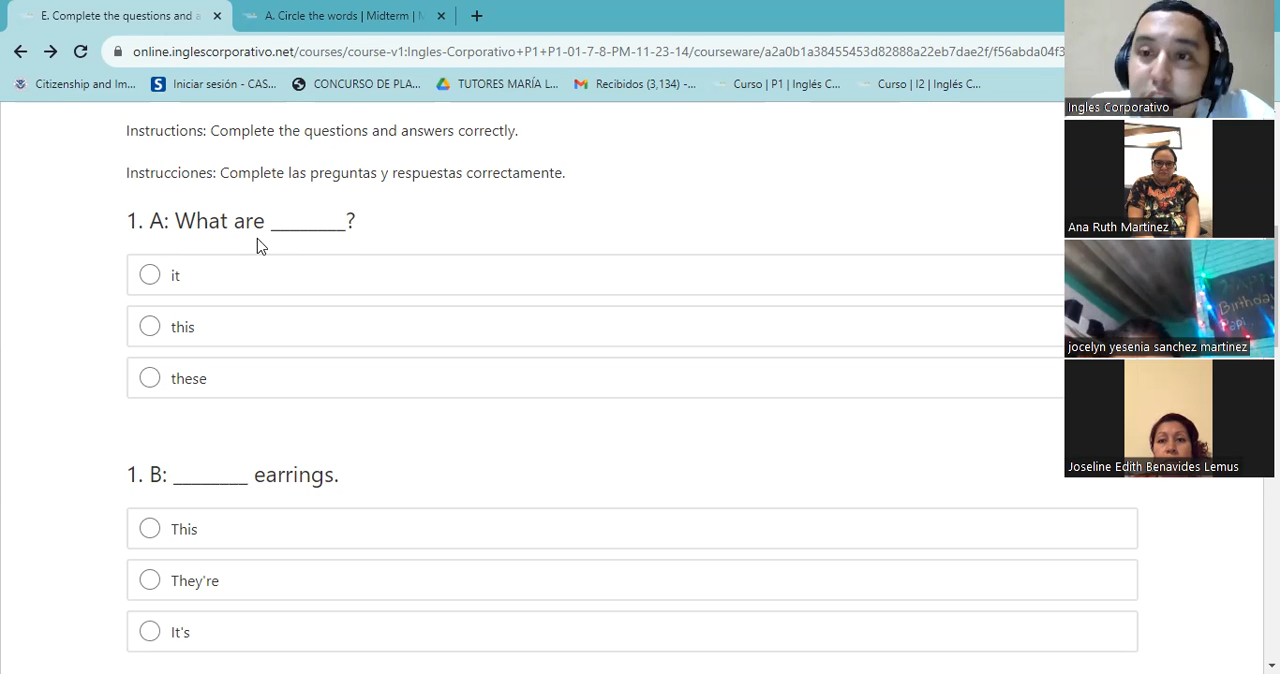 E. Complete the questions and a
A. Circle the words | Midterm |
online.inglescorporativo.net/courses/course-v1:Ingles-Corporativo+P1+P1-01-7-8-PM-11-23-14/courseware/a2a0b1a38455453d82888a22eb7dae2f/f56abda04f3
Citizenship and Im...
Iniciar sesión - CAS...
CONCURSO DE PLA...
TUTORES MARÍA L...
Recibidos (3,134) -...
Curso | P1 | Inglés C...
Curso | I2 | Inglés C...
Instructions: Complete the questions and answers correctly.
Instrucciones: Complete las preguntas y respuestas correctamente.
1. A: What are _______?
it
this
these
1. B: _______ earrings.
This
They're
It's
Ingles Corporativo
Ana Ruth Martinez
Birthday
Papi
jocelyn yesenia sanchez martinez
Joseline Edith Benavides Lemus